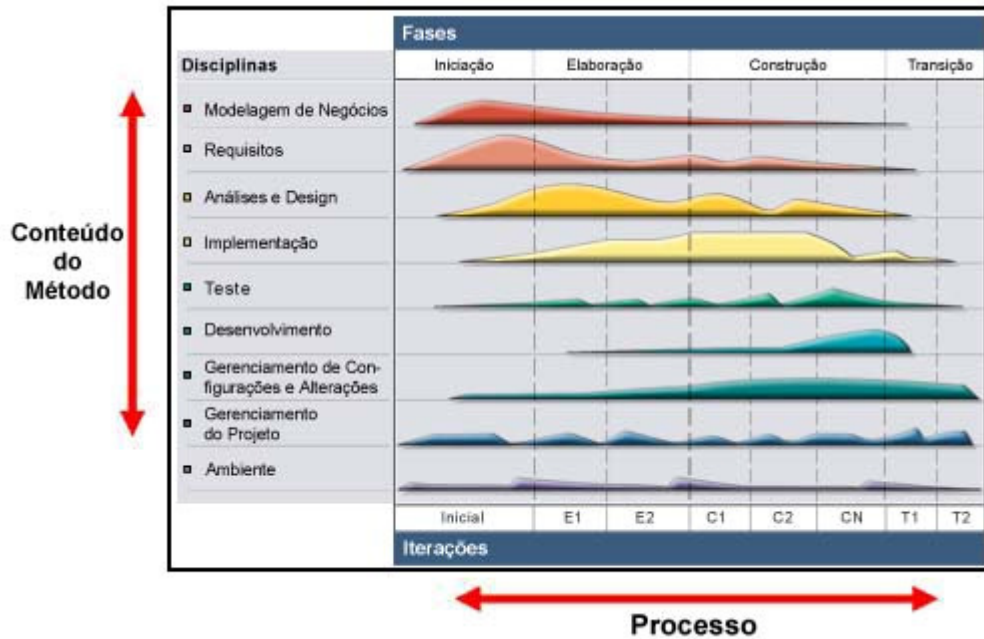 Fases
Disciplinas
Iniciação Elaboração Construção Transição
Modelagem de Negócios
Requisitos
Análises e Design
Implementação
Teste
Desenvolvimento
Gerenciamento de Con-
figurações e Alterações
Gerenciamento
do Projeto
Ambiente
Conteúdo
do
Método
Inicial E1 E2 C1 C2 CN T1 T2
Iterações
Processo